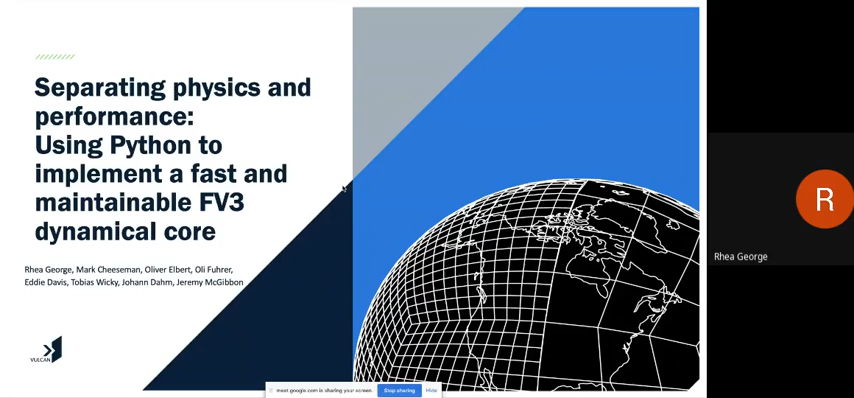 Separating physics and
performance:
Using Python to
implement a fast and
maintainable FV3
dynamical core
Rhea George, Mark Cheeseman, Oliver Elbert, Oli Fuhrer,
Eddie Davis, Tobias Wicky, Johann Dahm, Jeremy McGibbon
VULCAN
R
Rhea George
meet.google.com is sharing your screen.
Stop sharing
Hide